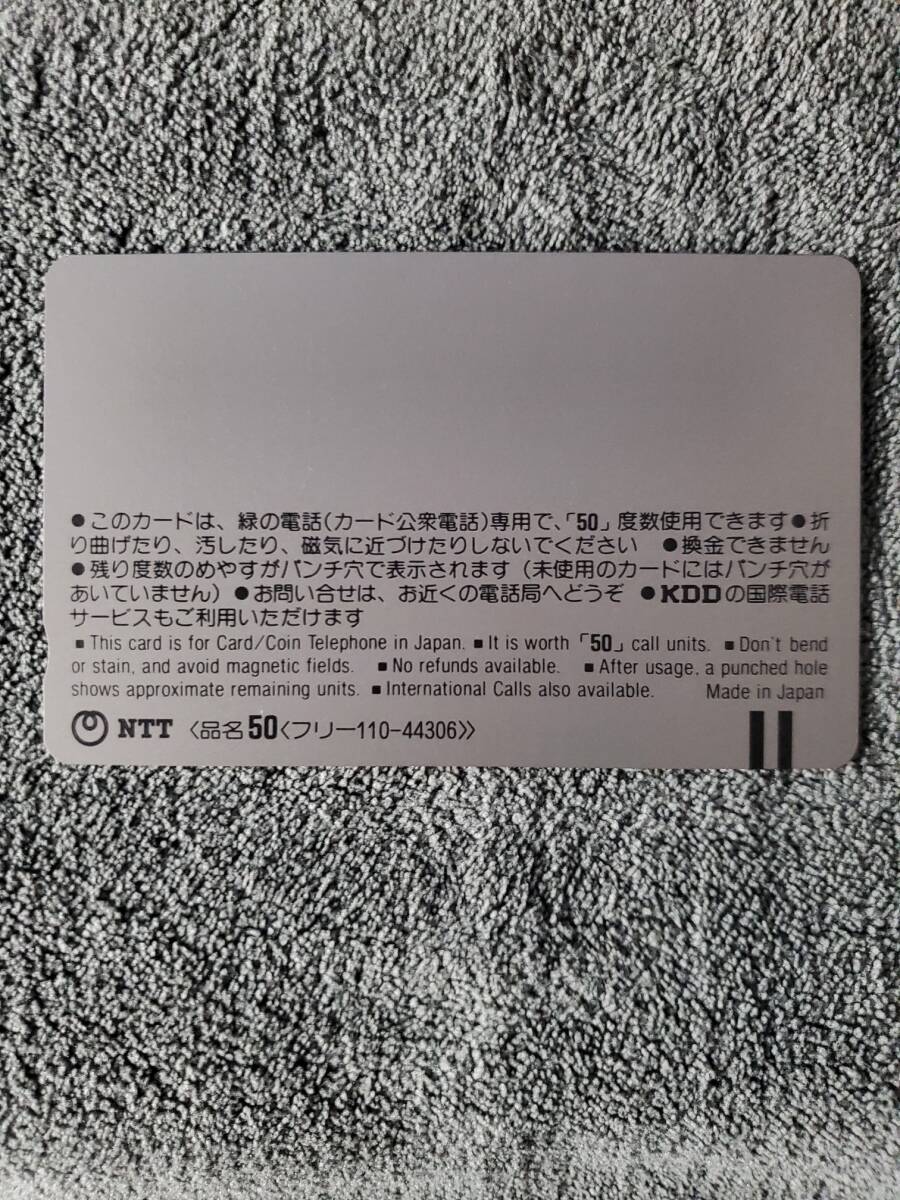 ●このカードは、緑の電話(カード公衆電話)専用で、「50」度数使用できます●折
り曲げたり、汚したり、磁気に近づけたりしないでください ●換金できません
●残り度数のめやすがパンチ穴で表示されます(未使用のカードにはパンチ穴が
あいていません)●お問い合せは、お近くの電話局へどうぞ ●KDDの国際電話
サービスもご利用いただけます
■ This card is for Card/Coin Telephone in Japan. ■ It is worth「50」call units. ■ Don't bend
or stain, and avoid magnetic fields. ■ No refunds available. ■ After usage, a punched hole
shows approximate remaining units. ■ International Calls also available. Made in Japan
NTT 〈品名50〈フリー110-44306〉〉